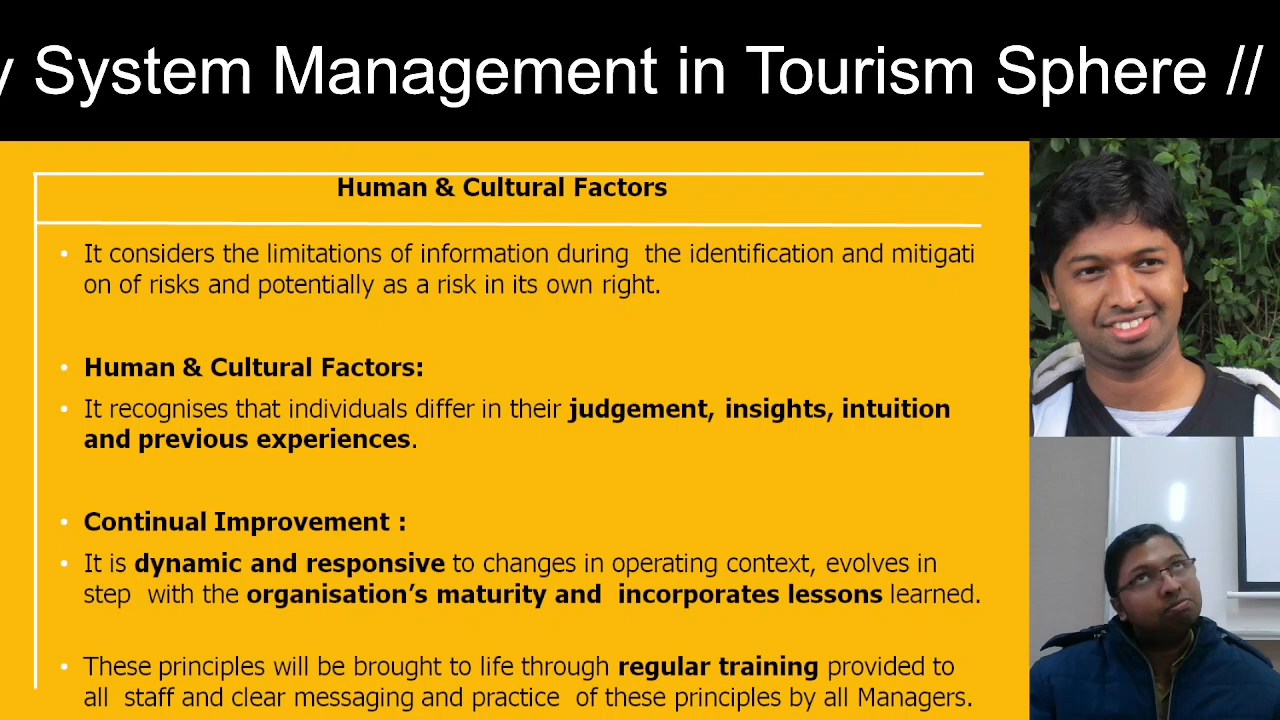 System Management in Tourism Sphere //
Human & Cultural Factors
• It considers the limitations of information during the identification and mitigati
on of risks and potentially as a risk in its own right.
• Human & Cultural Factors:
• It recognises that individuals differ in their judgement, insights, intuition
and previous experiences.
• Continual Improvement :
• It is dynamic and responsive to changes in operating context, evolves in
step with the organisation’s maturity and incorporates lessons learned.
• These principles will be brought to life through regular training provided to
all staff and clear messaging and practice of these principles by all Managers.